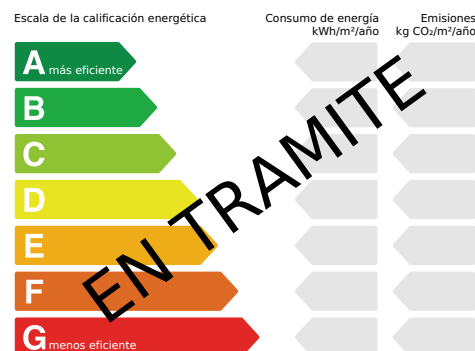 Escala de la calificación energética
Consumo de energía
kWh/m²/año
Emisiones
kg CO₂/m²/año
A más eficiente
B
C
D
E
F
G menos eficiente
EN TRAMITE